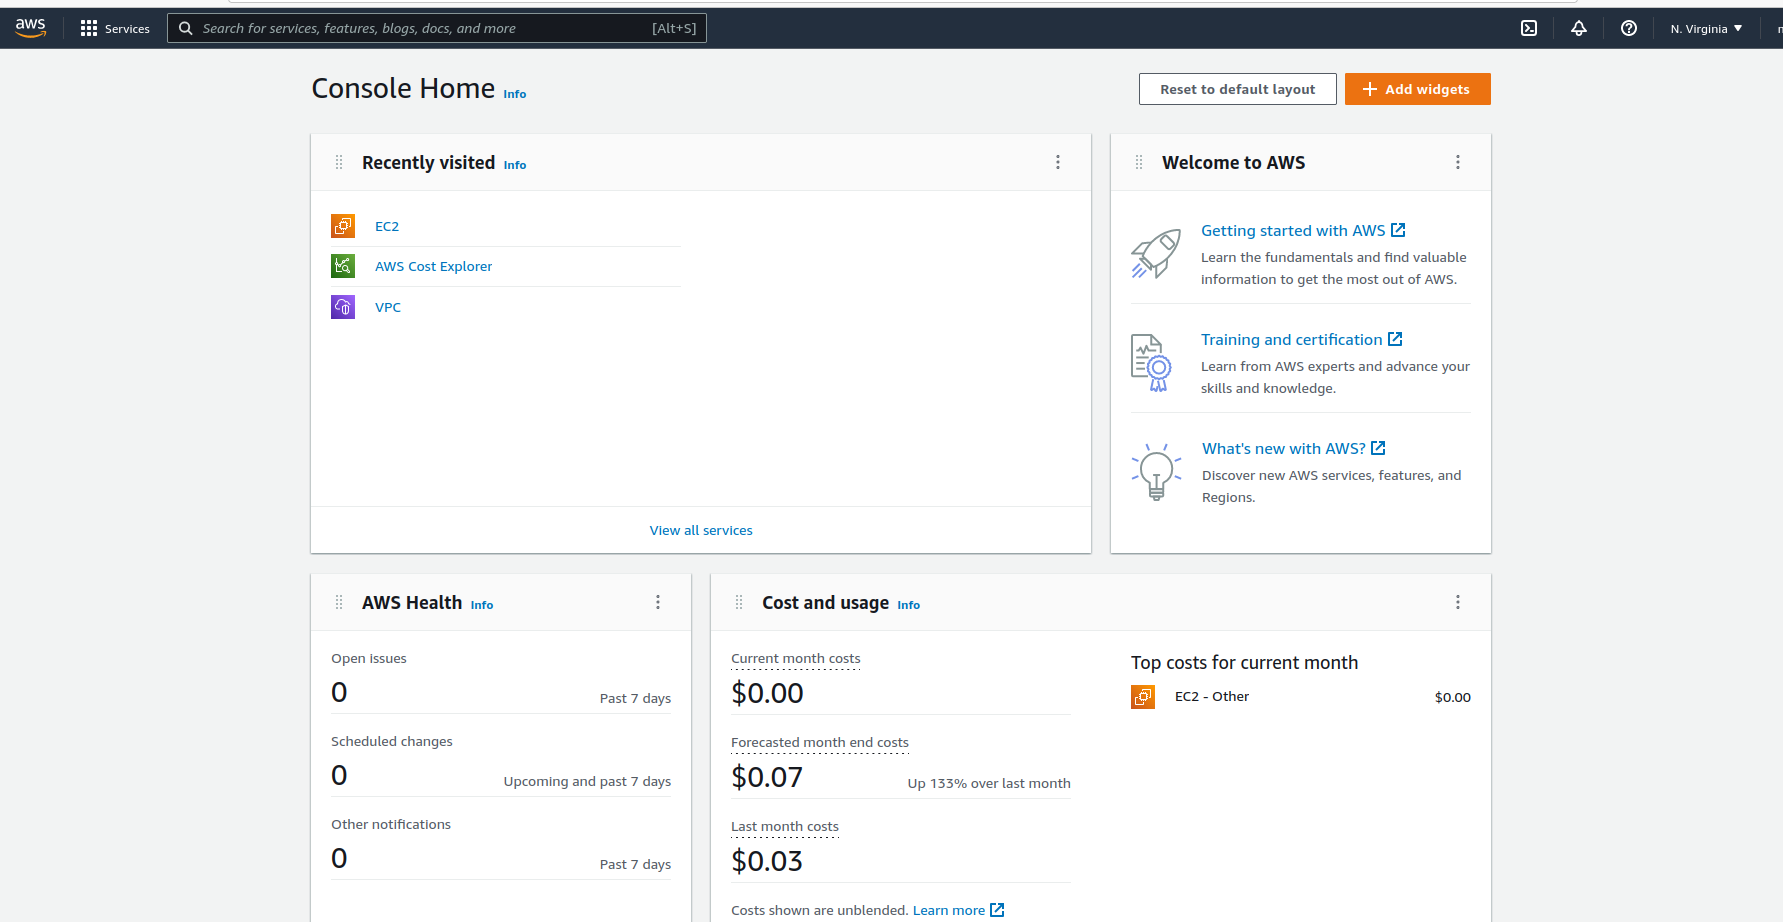 aws
Services
Search for services, features, blogs, docs, and more
[Alt+S]
N. Virginia
Console Home Info
Reset to default layout
Add widgets
Recently visited Info
EC2
AWS Cost Explorer
VPC
View all services
Welcome to AWS
Getting started with AWS
Learn the fundamentals and find valuable
information to get the most out of AWS.
Training and certification
Learn from AWS experts and advance your
skills and knowledge.
What's new with AWS?
Discover new AWS services, features, and
Regions.
AWS Health Info
Open issues
0
Past 7 days
Scheduled changes
0
Upcoming and past 7 days
Other notifications
0
Past 7 days
Cost and usage Info
Current month costs
$0.00
Forecasted month end costs
$0.07
Up 133% over last month
Last month costs
$0.03
Costs shown are unblended. Learn more
Top costs for current month
EC2 - Other
$0.00